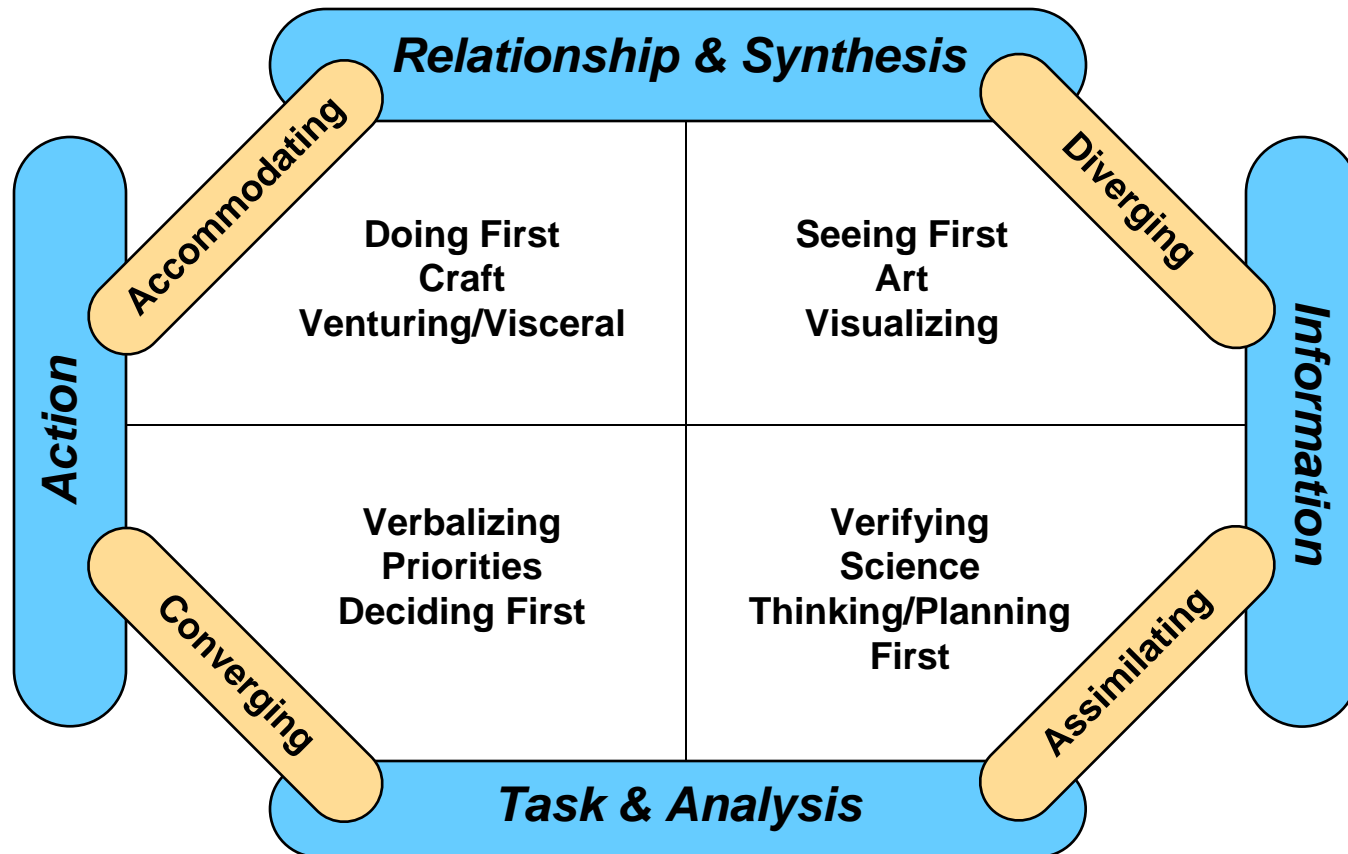 Relationship & Synthesis
Accommodating
Diverging
Doing First
Craft
Venturing/Visceral
Seeing First
Art
Visualizing
Action
Information
Verbalizing
Priorities
Deciding First
Verifying
Science
Thinking/Planning
First
Converging
Assimilating
Task & Analysis